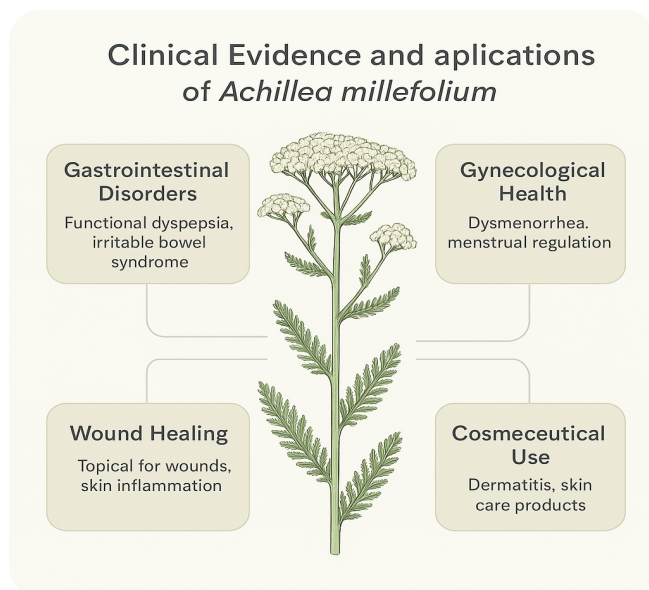 Clinical Evidence and aplications
of Achillea millefolium
Gastrointestinal
Disorders
Functional dyspepsia,
irritable bowel
syndrome
Gynecological
Health
Dysmenorrhea.
menstrual regulation
Wound Healing
Topical for wounds,
skin inflammation
Cosmeceutical
Use
Dermatitis, skin
care products